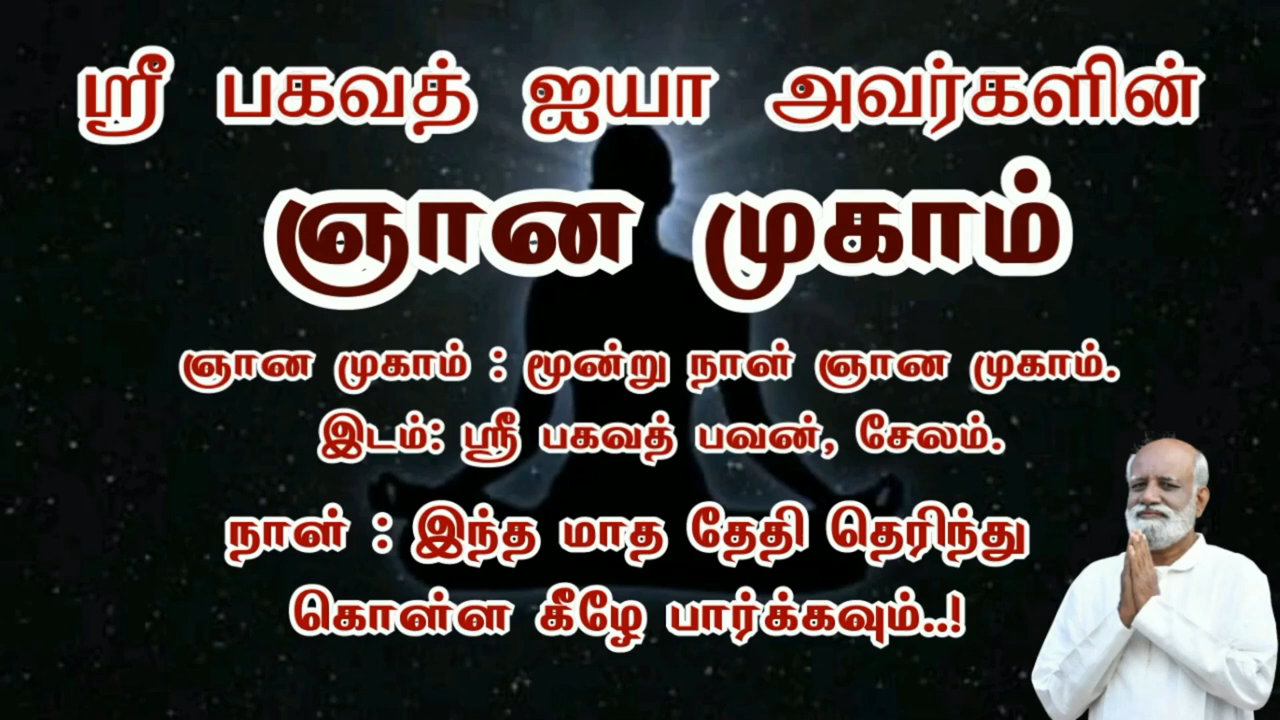 ஸ்ரீ பகவத் ஐயா அவர்களின்
ஞான முகாம்
ஞான முகாம் : மூன்று நாள் ஞான முகாம்.
இடம்: ஸ்ரீ பகவத் பவன், சேலம்.
நாள் : இந்த மாத தேதி தெரிந்து
கொள்ள கீழே பார்க்கவும்..!